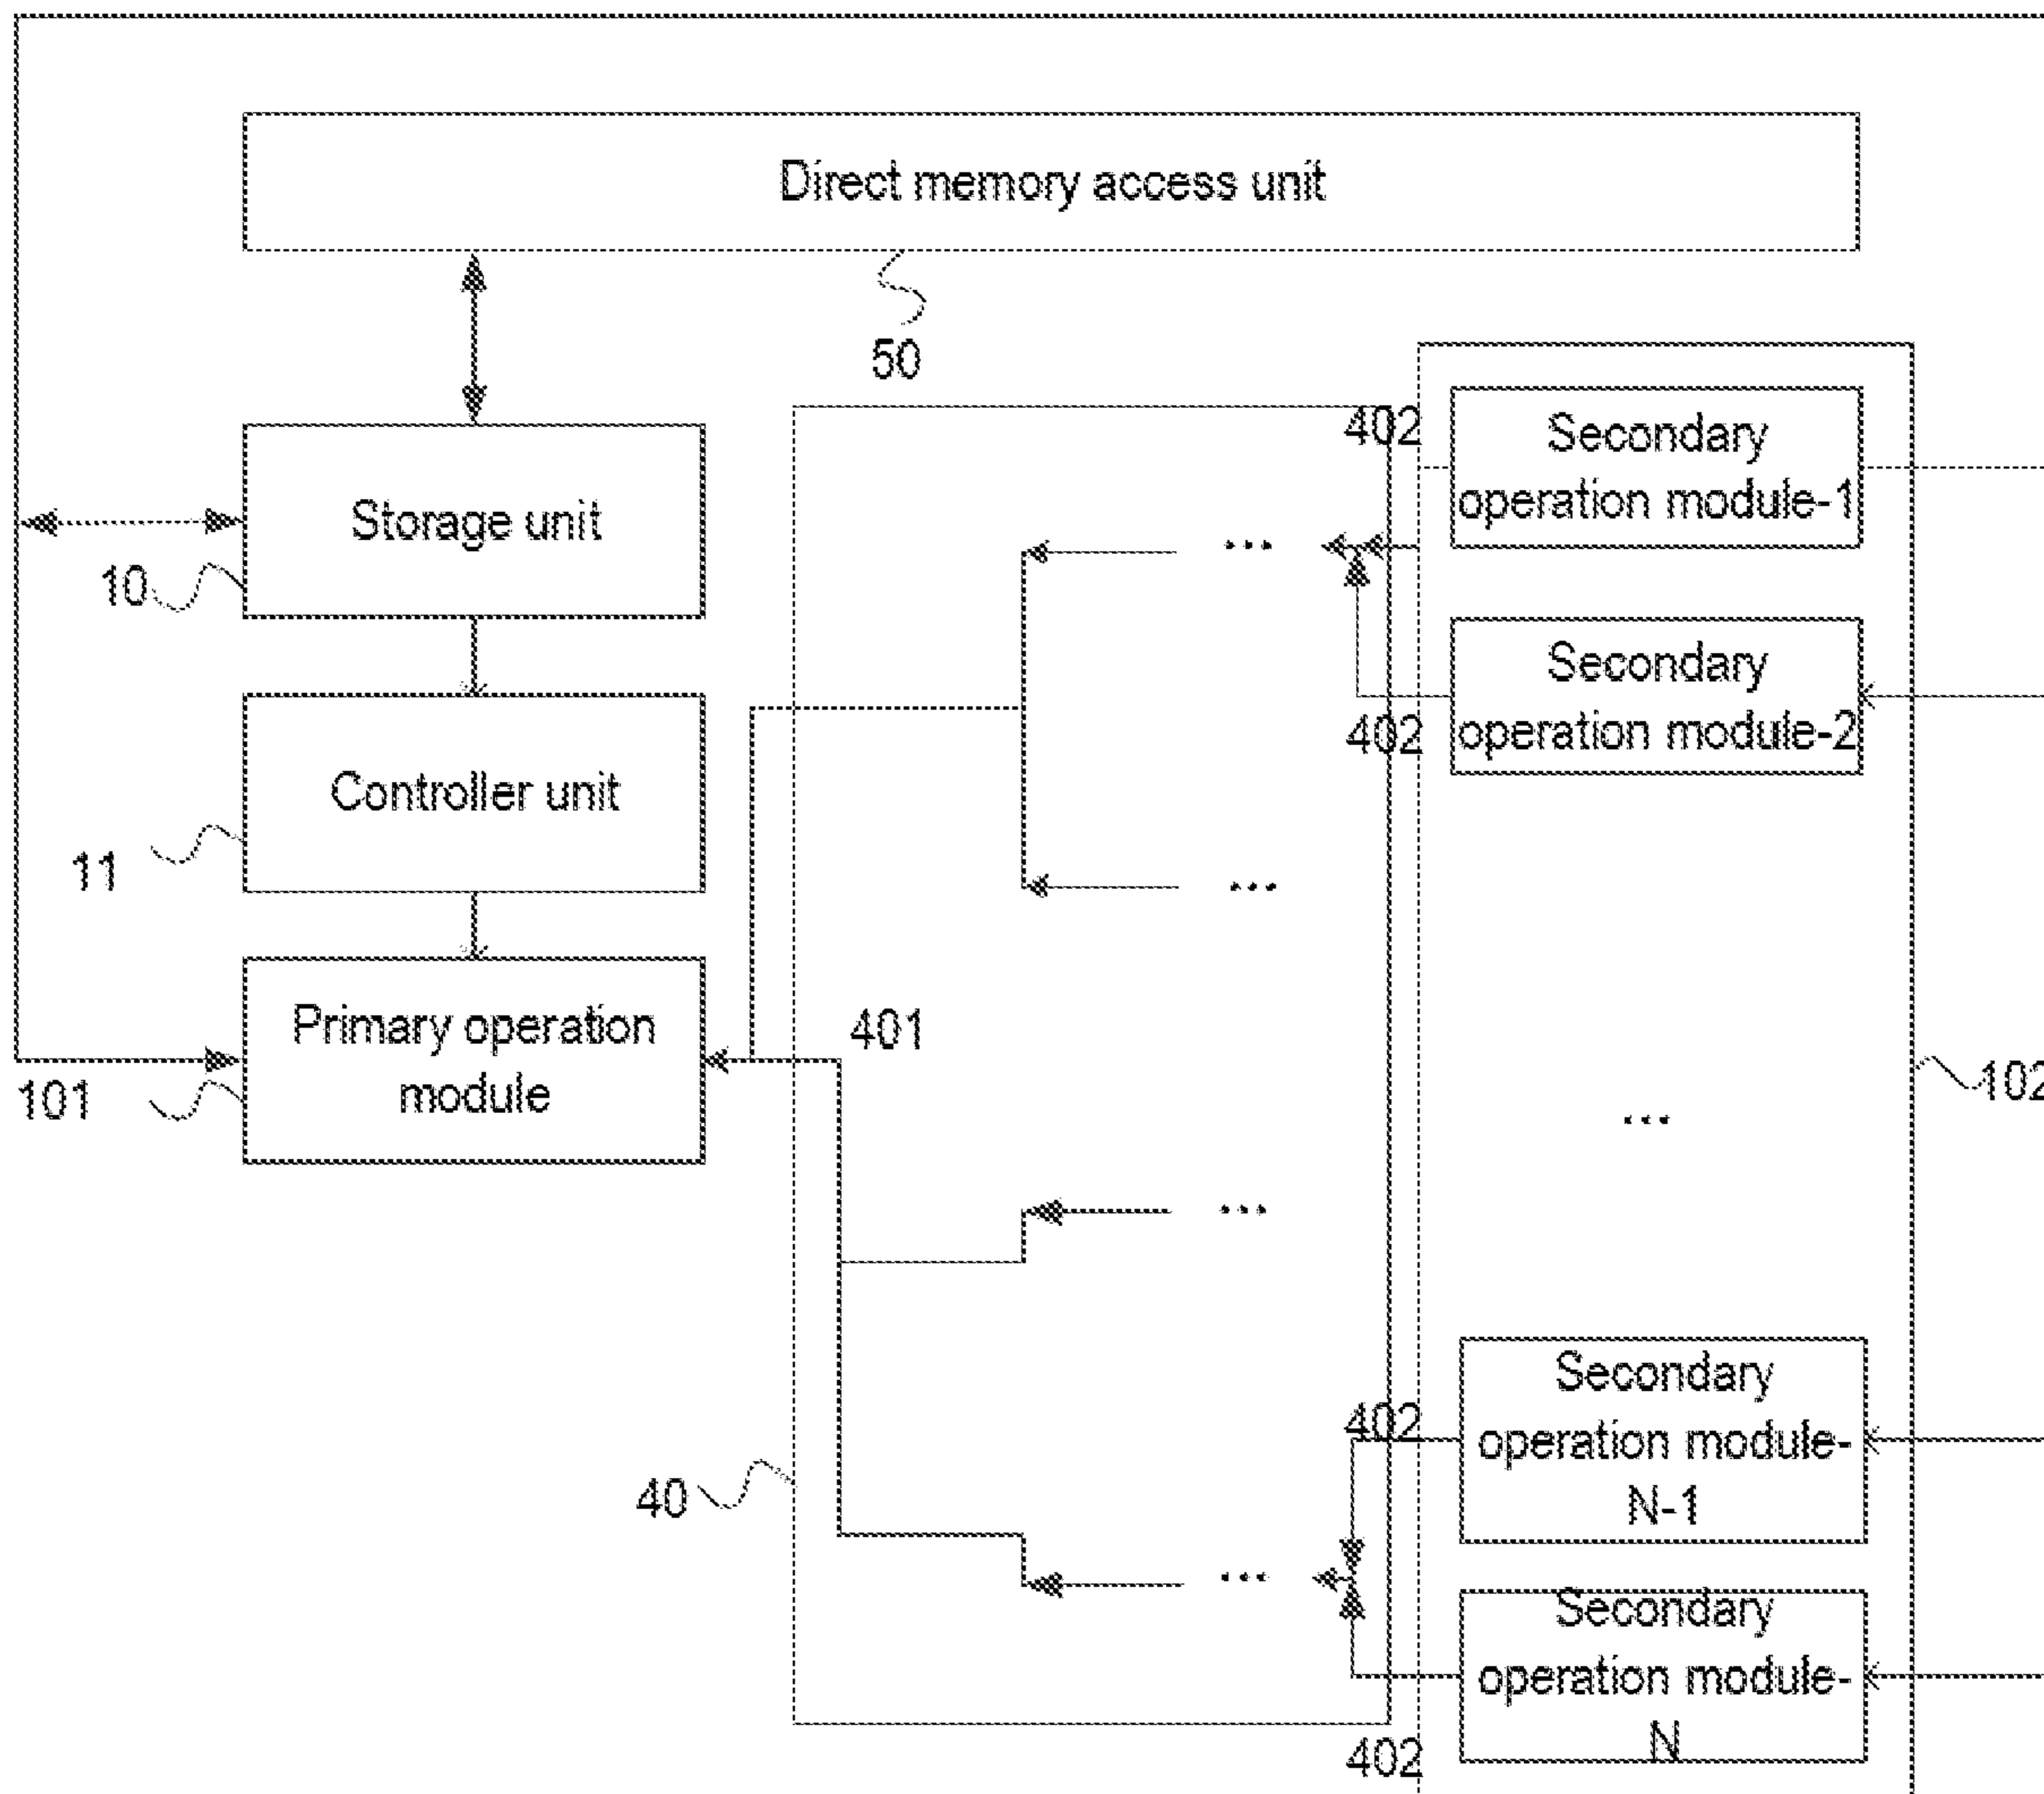 Direct memory access unit
50
Storage unit
10
Controller unit
11
Primary operation
module
101
401
40
402
Secondary
operation module-1
...
402
Secondary
operation module-2
...
...
102
...
402
Secondary
operation module-
N-1
...
402
Secondary
operation module-
N